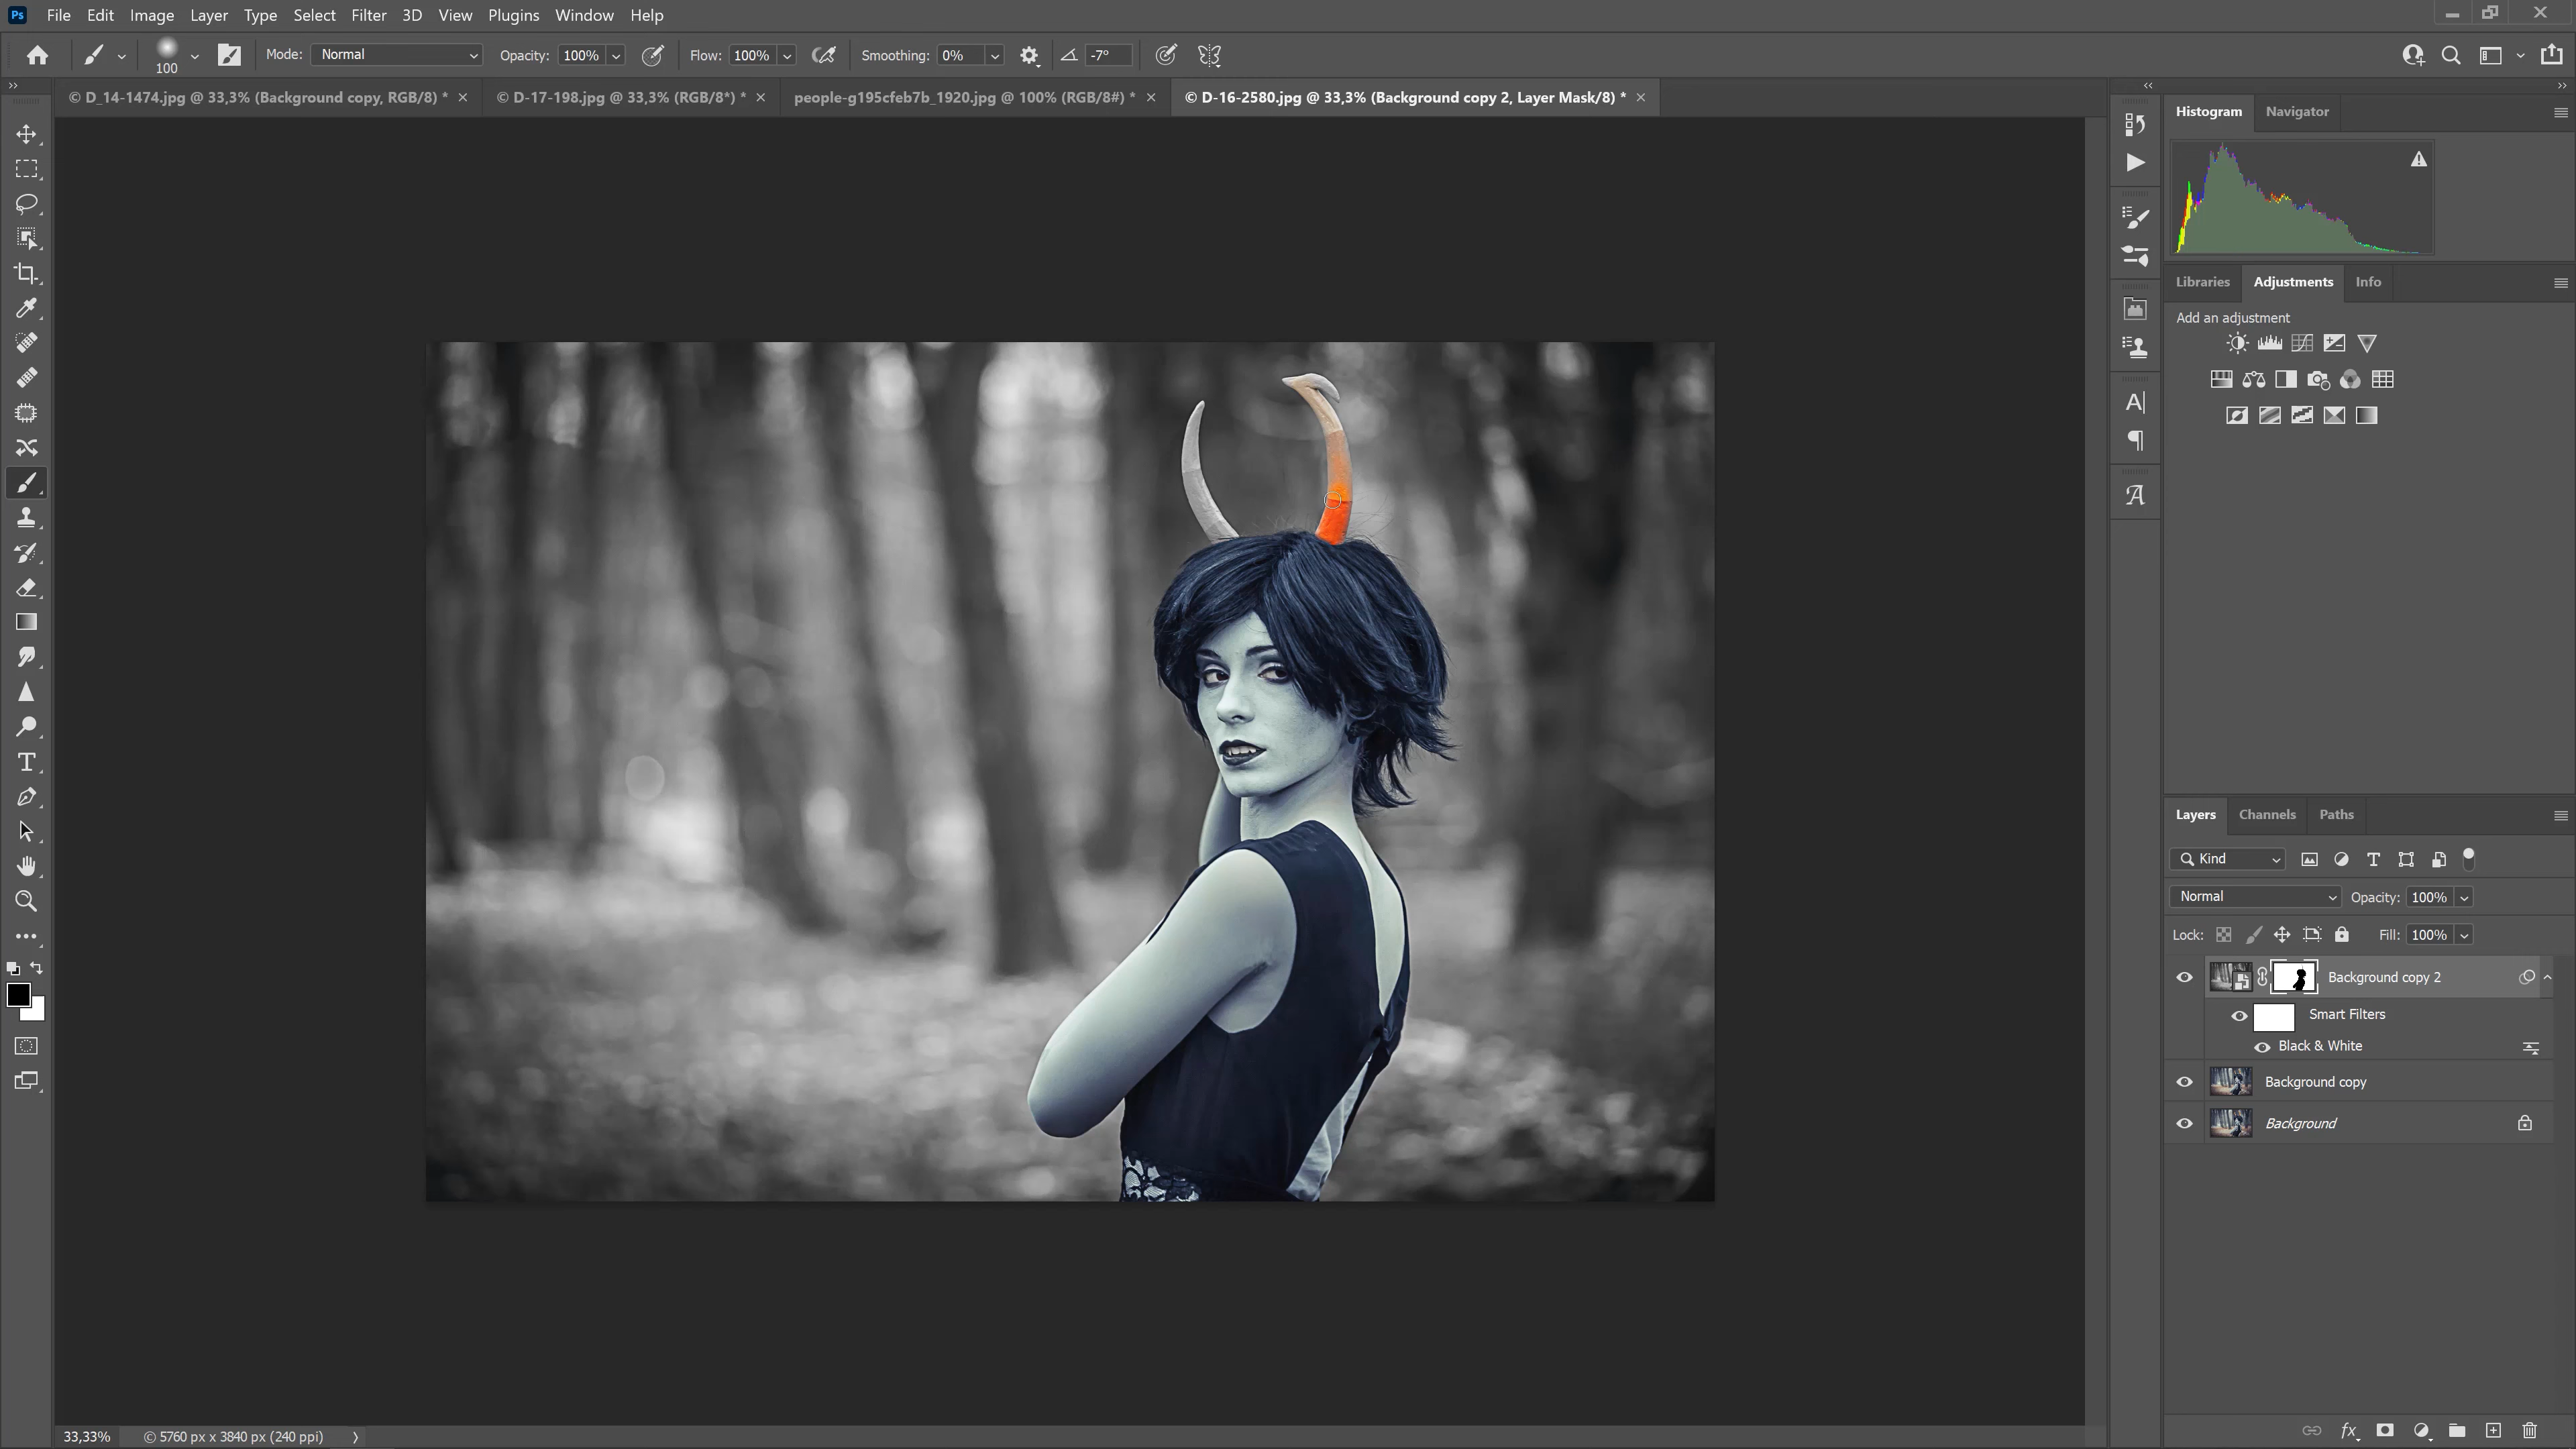 Ps File Edit Image Layer Type Select Filter 3D View Plugins Window Help
100 Mode: Normal Opacity: 100% Flow: 100% Smoothing: 0% -7°
© D_14-1474.jpg @ 33,3% (Background copy, RGB/8) * © D-17-198.jpg @ 33,3% (RGB/8*) * people-g195cfeb7b_1920.jpg @ 100% (RGB/8#) * © D-16-2580.jpg @ 33,3% (Background copy 2, Layer Mask/8) *
Histogram Navigator
Libraries Adjustments Info
Add an adjustment
Layers Channels Paths
Kind
Normal Opacity: 100%
Lock: Fill: 100%
Background copy 2
Smart Filters
Black & White
Background copy
Background
33,33% © 5760 px x 3840 px (240 ppi)